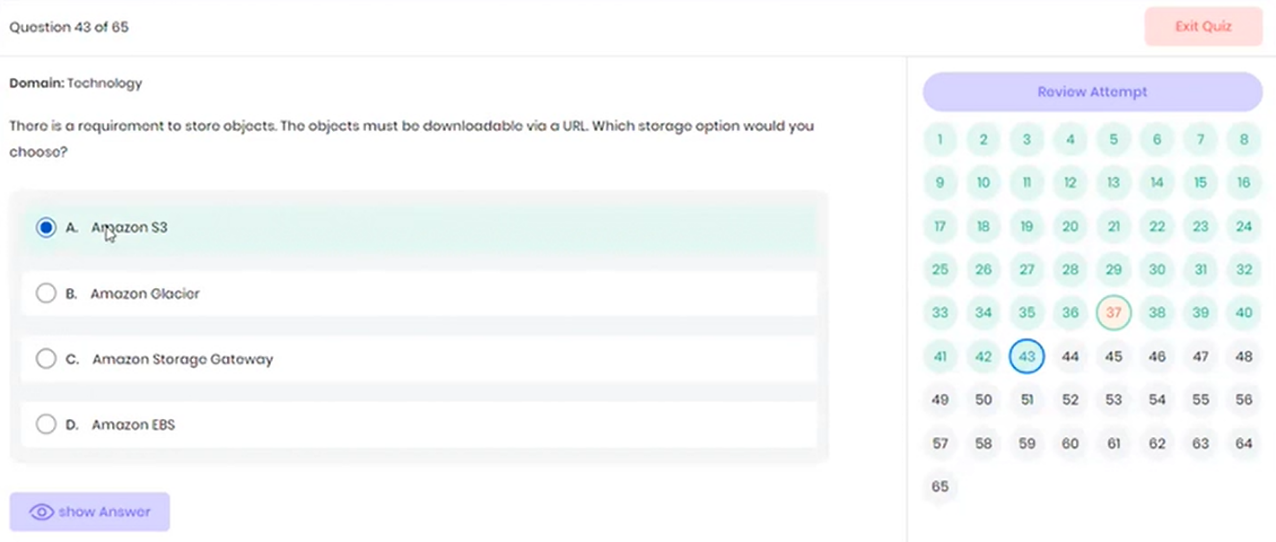 Question 43 of 65
Exit Quiz
Domain: Technology
There is a requirement to store objects. The objects must be downloadable via a URL. Which storage option would you
choose?
A. Amazon S3
B. Amazon Glacier
C. Amazon Storage Gateway
D. Amazon EBS
show Answer
Review Attempt
1 2 3 4 5 6 7 8
9 10 11 12 13 14 15 16
17 18 19 20 21 22 23 24
25 26 27 28 29 30 31 32
33 34 35 36 37 38 39 40
41 42 43 44 45 46 47 48
49 50 51 52 53 54 55 56
57 58 59 60 61 62 63 64
65